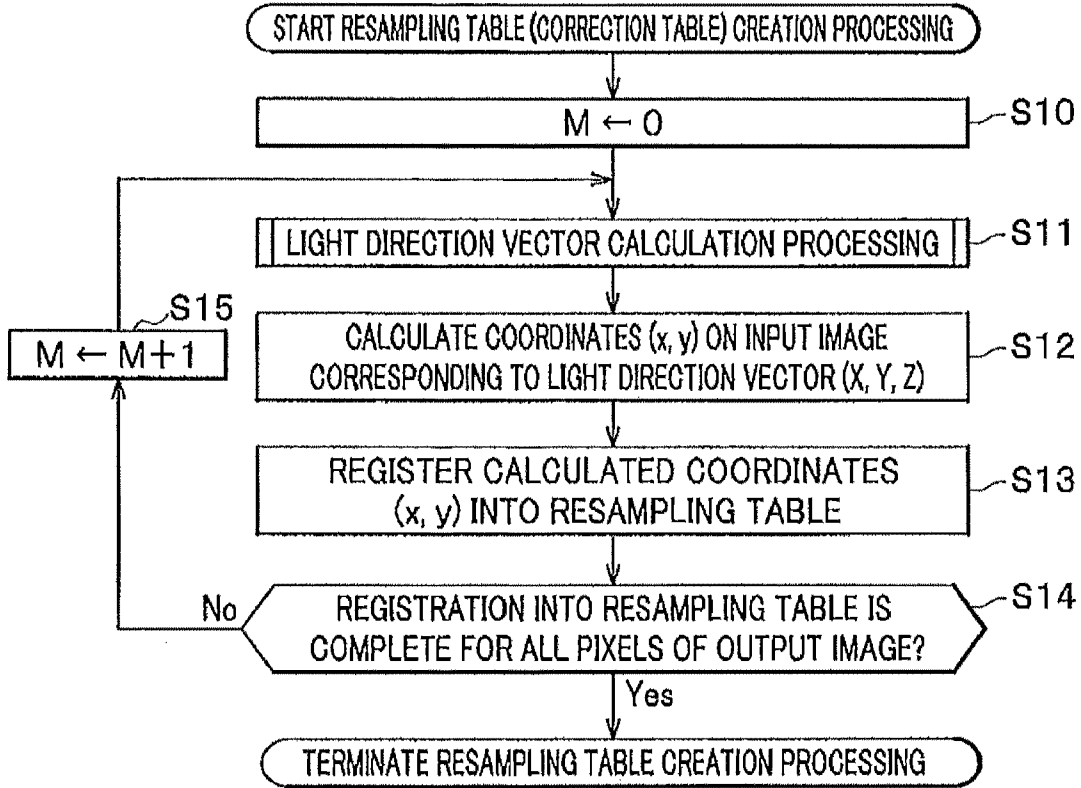 START RESAMPLING TABLE (CORRECTION TABLE) CREATION PROCESSING
M ← 0
S10
LIGHT DIRECTION VECTOR CALCULATION PROCESSING
S11
S15
M ← M+1
CALCULATE COORDINATES (x, y) ON INPUT IMAGE
CORRESPONDING TO LIGHT DIRECTION VECTOR (X, Y, Z)
S12
REGISTER CALCULATED COORDINATES
(x, y) INTO RESAMPLING TABLE
S13
No
REGISTRATION INTO RESAMPLING TABLE IS
COMPLETE FOR ALL PIXELS OF OUTPUT IMAGE?
S14
Yes
TERMINATE RESAMPLING TABLE CREATION PROCESSING